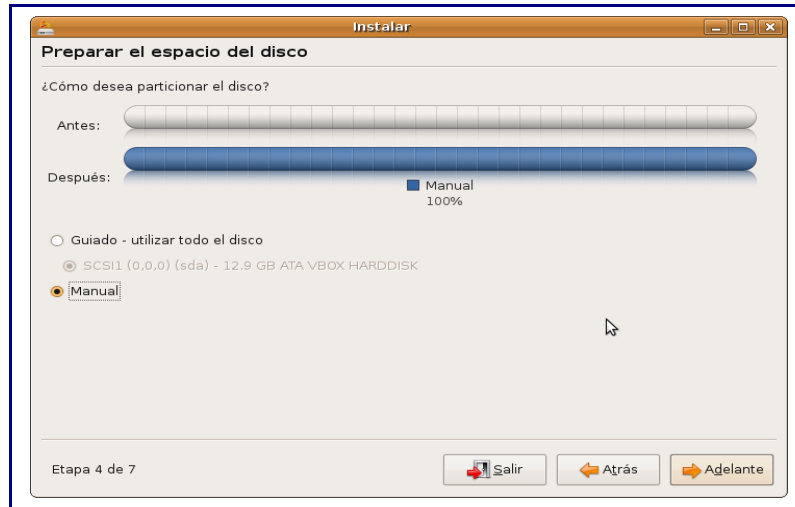 Instalar
Preparar el espacio del disco
¿Cómo desea particionar el disco?
Antes:
Después:
Manual
100%
Guiado - utilizar todo el disco
SCSI1 (0,0,0) (sda) - 12.9 GB ATA VBOX HARDDISK
Manual
Etapa 4 de 7
Salir
Atrás
Adelante